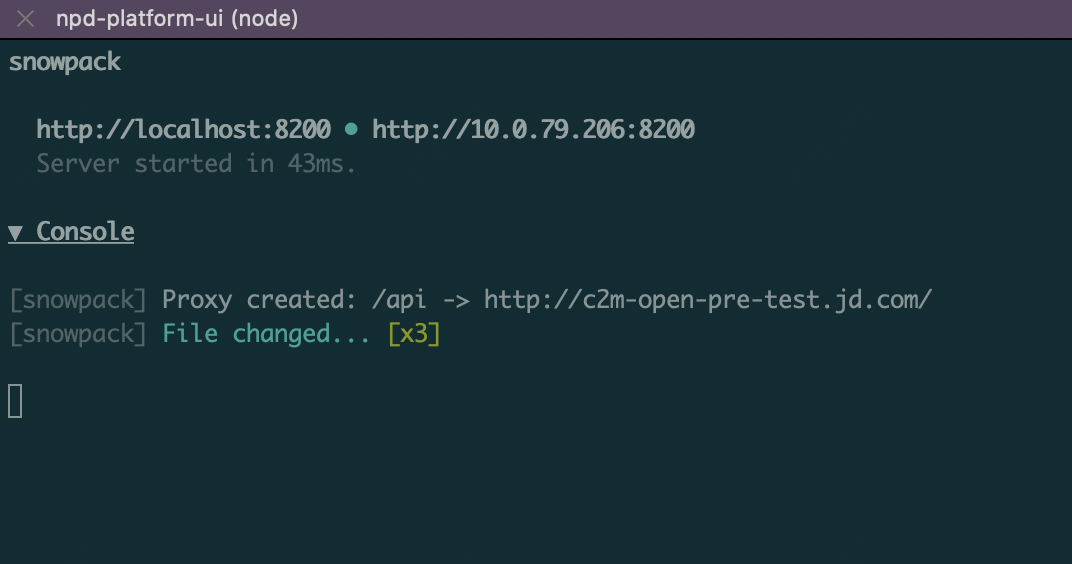 npd-platform-ui (node)
snowpack
http://localhost:8200 • http://10.0.79.206:8200
Server started in 43ms.
▼ Console
[snowpack] Proxy created: /api -> http://c2m-open-pre-test.jd.com/
[snowpack] File changed... [x3]